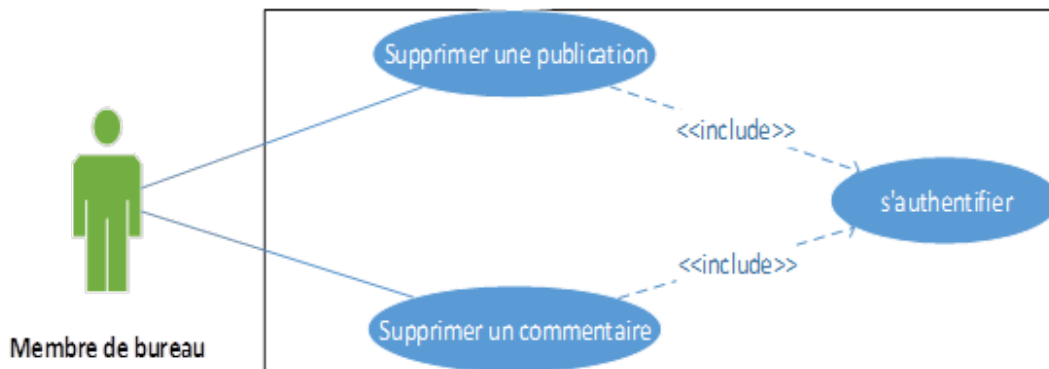 Supprimer une publication
<<include>>
s'authentifier
<<include>>
Supprimer un commentaire
Membre de bureau